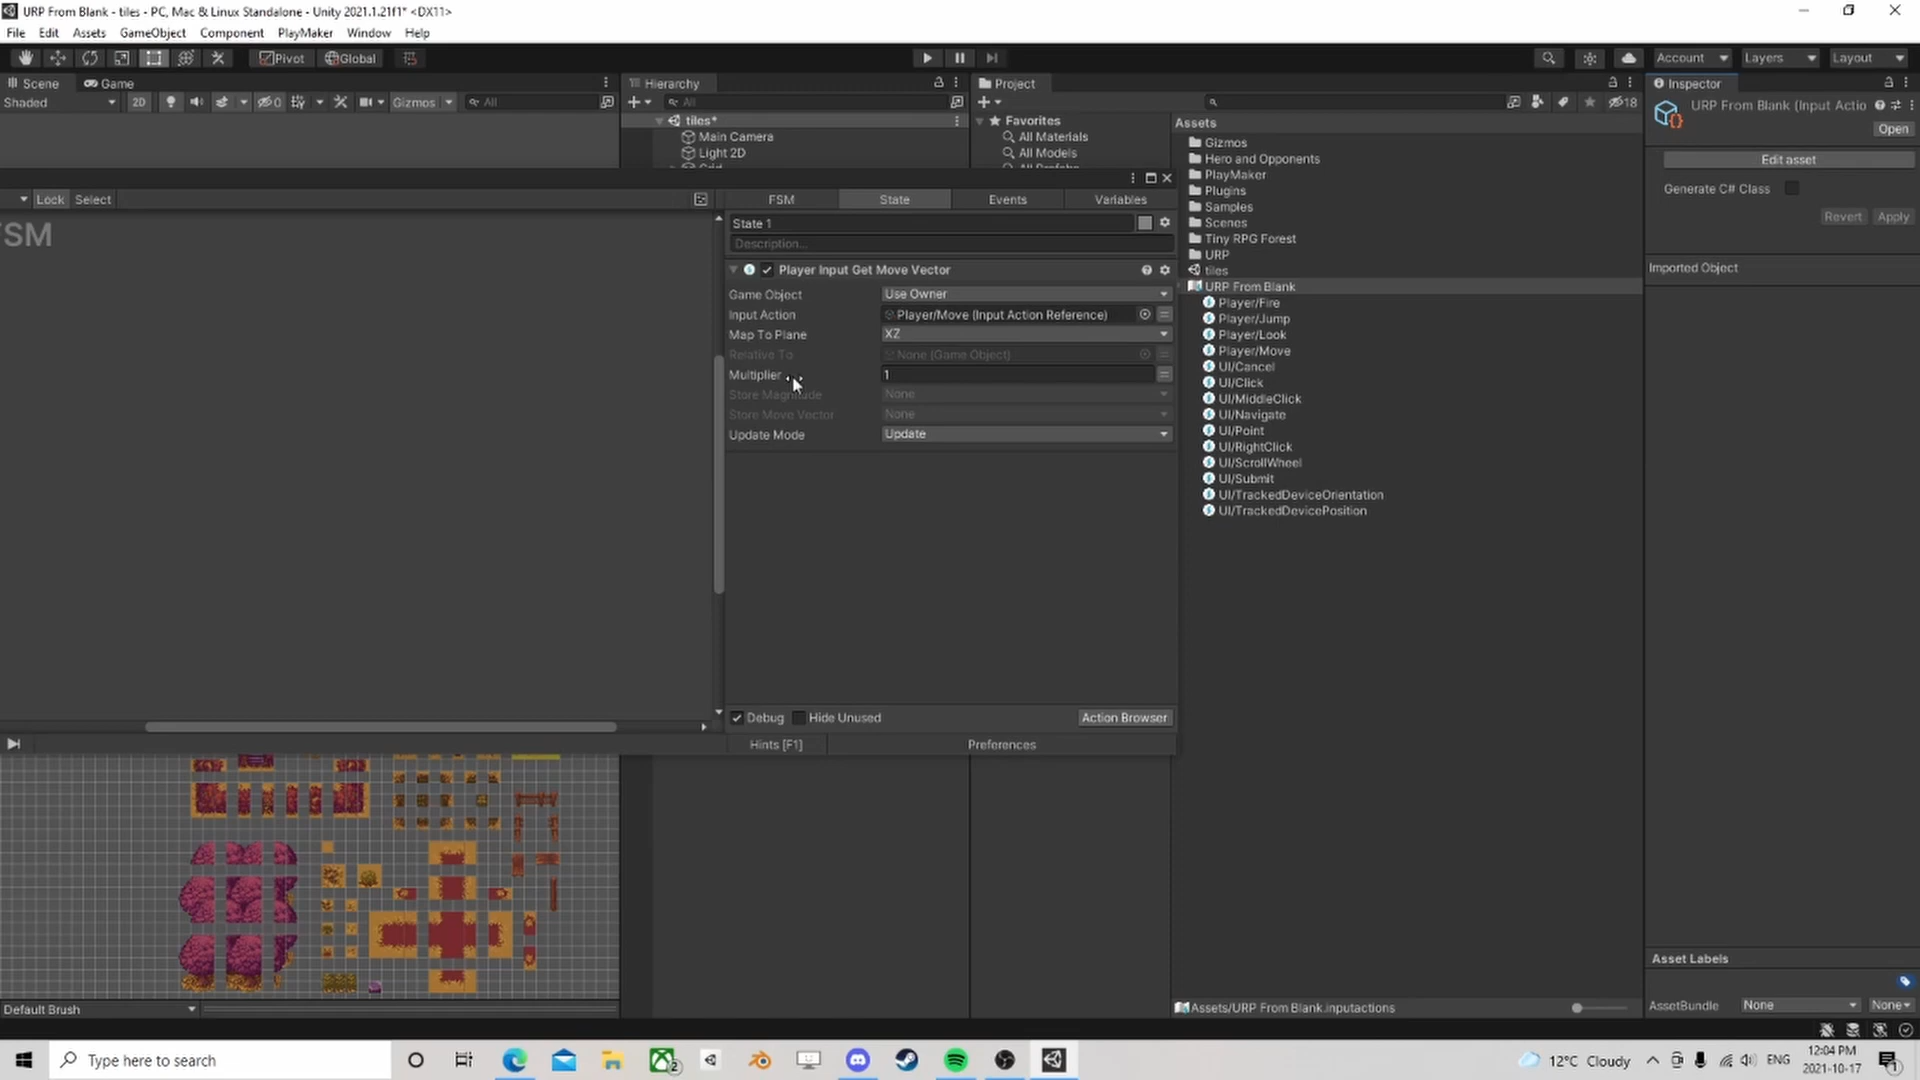 URP From Blank - tiles - PC, Mac & Linux Standalone - Unity 2021.1.21f1* <DX11>
File Edit Assets GameObject Component PlayMaker Window Help
Pivot Global Account Layers Layout
Scene Game
Hierarchy
Project
Inspector
Shaded 2D 0 Gizmos All
All
18
tiles*
Main Camera
Light 2D
Favorites
All Materials
All Models
Assets
Gizmos
Hero and Opponents
PlayMaker
Plugins
Samples
Scenes
Tiny RPG Forest
URP
tiles
URP From Blank
Player/Fire
Player/Jump
Player/Look
Player/Move
UI/Cancel
UI/Click
UI/MiddleClick
UI/Navigate
UI/Point
UI/RightClick
UI/ScrollWheel
UI/Submit
UI/TrackedDeviceOrientation
UI/TrackedDevicePosition
URP From Blank (Input Actio
Open
Edit asset
Generate C# Class
Revert Apply
Imported Object
Lock Select
FSM State Events Variables
SM
State 1
Description...
Player Input Get Move Vector
Game Object Use Owner
Input Action Player/Move (Input Action Reference)
Map To Plane XZ
Relative To None (Game Object)
Multiplier 1
Store Magnitude None
Store Move Vector None
Update Mode Update
Debug Hide Unused Action Browser
Hints [F1] Preferences
Default Brush
Assets/URP From Blank.inputactions
Asset Labels
AssetBundle None None
Type here to search
2
12°C Cloudy
ENG
12:04 PM
2021-10-17
1